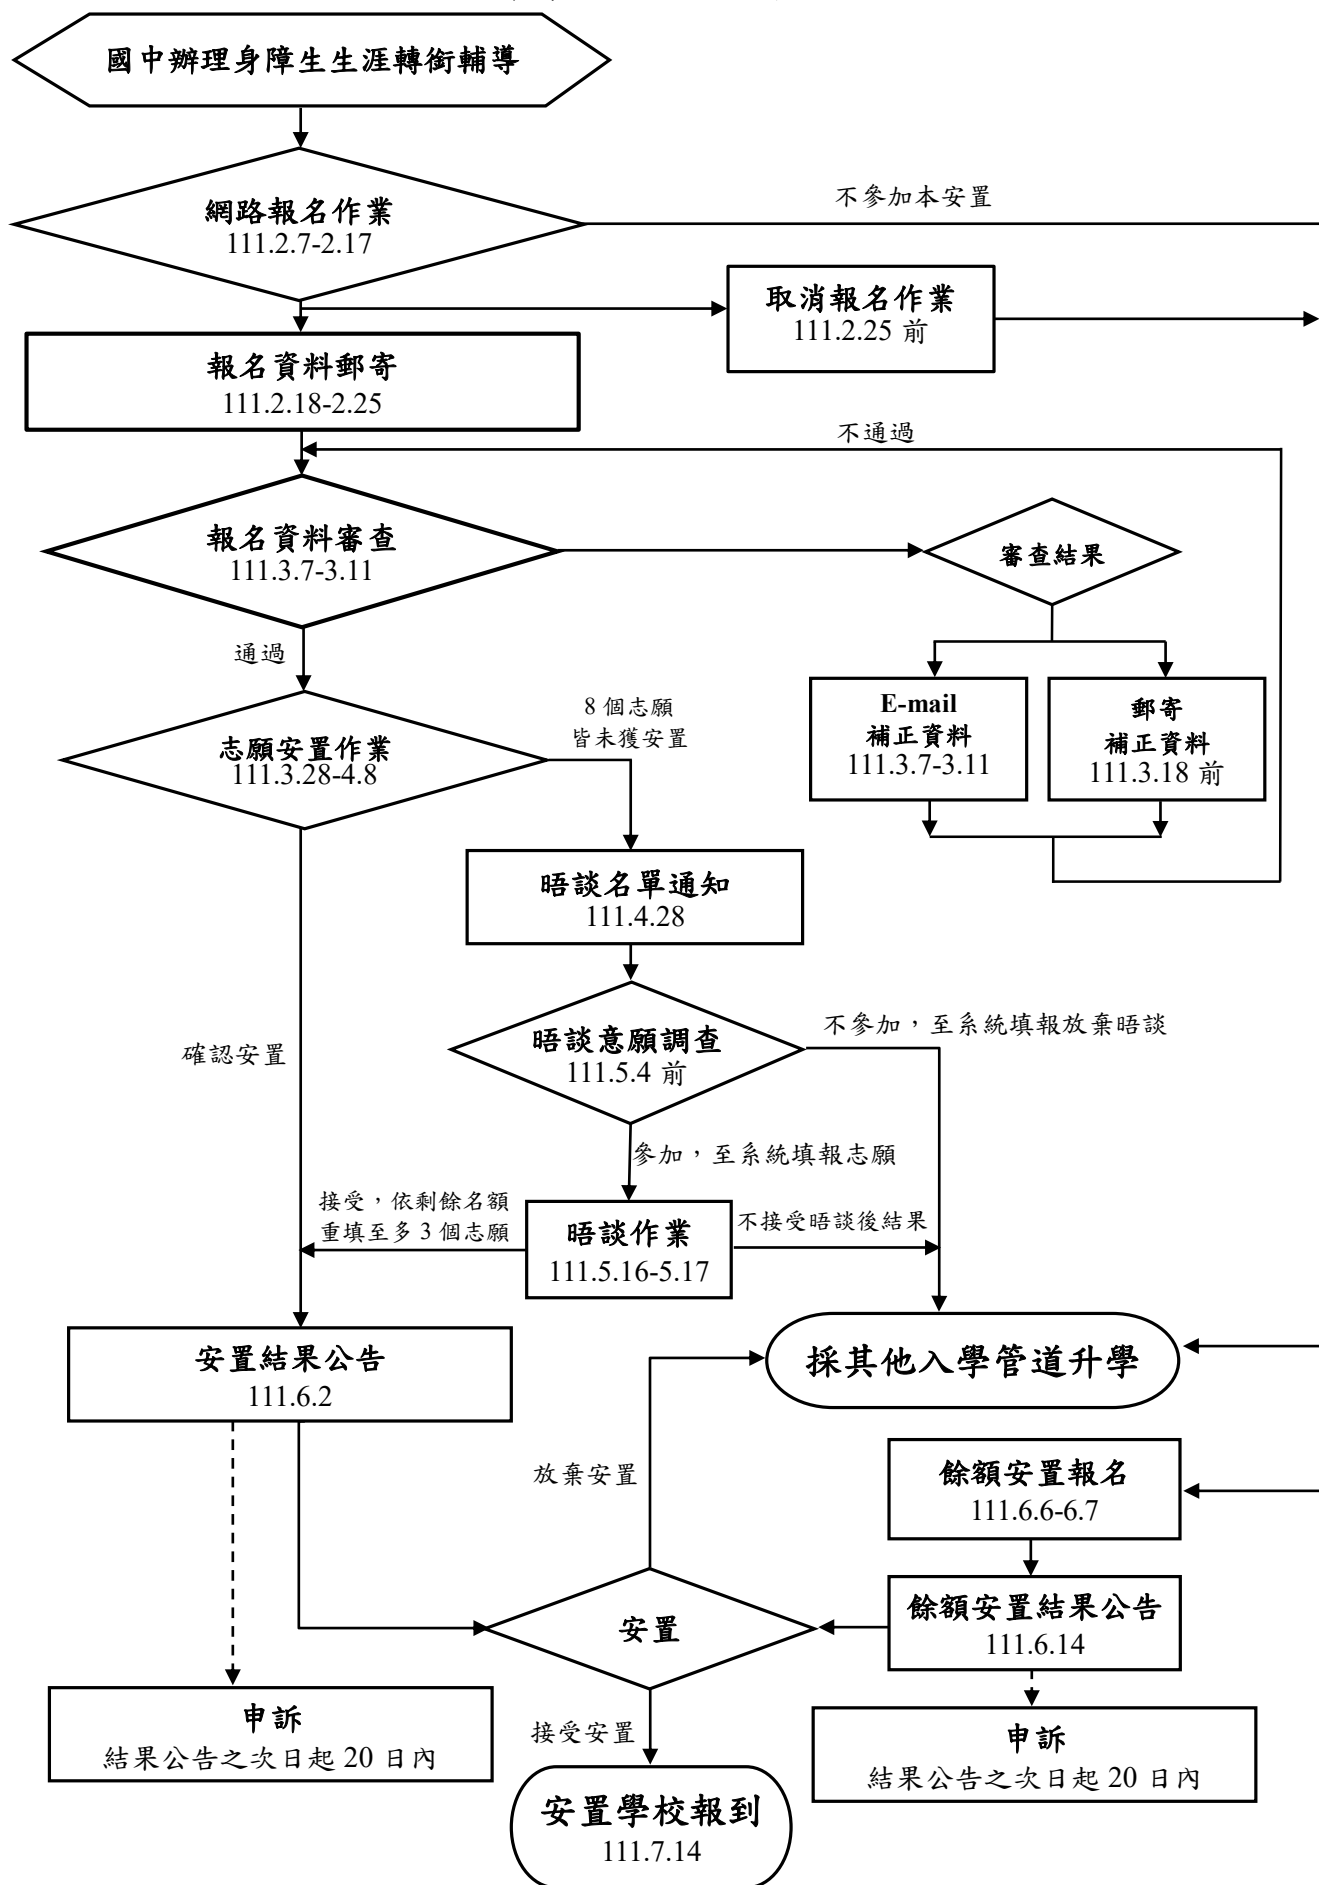 國中辦理身障生生涯轉銜輔導
網路報名作業
111.2.7-2.17
不參加本安置
取消報名作業
111.2.25 前
報名資料郵寄
111.2.18-2.25
不通過
報名資料審查
111.3.7-3.11
審查結果
通過
E-mail
補正資料
111.3.7-3.11
郵寄
補正資料
111.3.18 前
志願安置作業
111.3.28-4.8
8 個志願
皆未獲安置
晤談名單通知
111.4.28
晤談意願調查
111.5.4 前
不參加，至系統填報放棄晤談
確認安置
參加，至系統填報志願
接受，依剩餘名額
重填至多 3 個志願
晤談作業
111.5.16-5.17
不接受晤談後結果
安置結果公告
111.6.2
採其他入學管道升學
放棄安置
餘額安置報名
111.6.6-6.7
安置
餘額安置結果公告
111.6.14
申訴
結果公告之次日起 20 日內
接受安置
申訴
結果公告之次日起 20 日內
安置學校報到
111.7.14